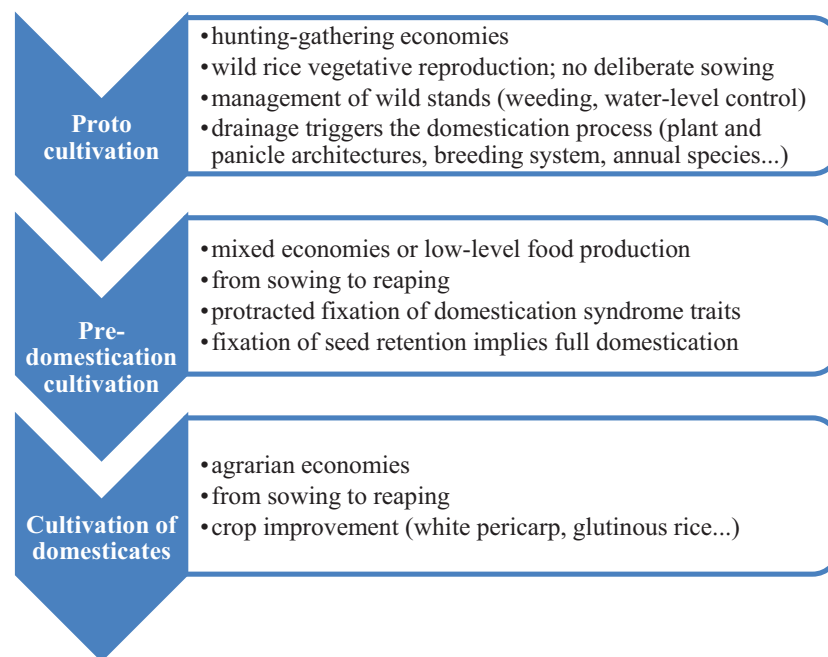 Proto
cultivation
•hunting-gathering economies
•wild rice vegetative reproduction; no deliberate sowing
•management of wild stands (weeding, water-level control)
•drainage triggers the domestication process (plant and
panicle architectures, breeding system, annual species...)
Pre-
domestication
cultivation
•mixed economies or low-level food production
•from sowing to reaping
•protracted fixation of domestication syndrome traits
•fixation of seed retention implies full domestication
Cultivation of
domesticates
•agrarian economies
•from sowing to reaping
•crop improvement (white pericarp, glutinous rice...)